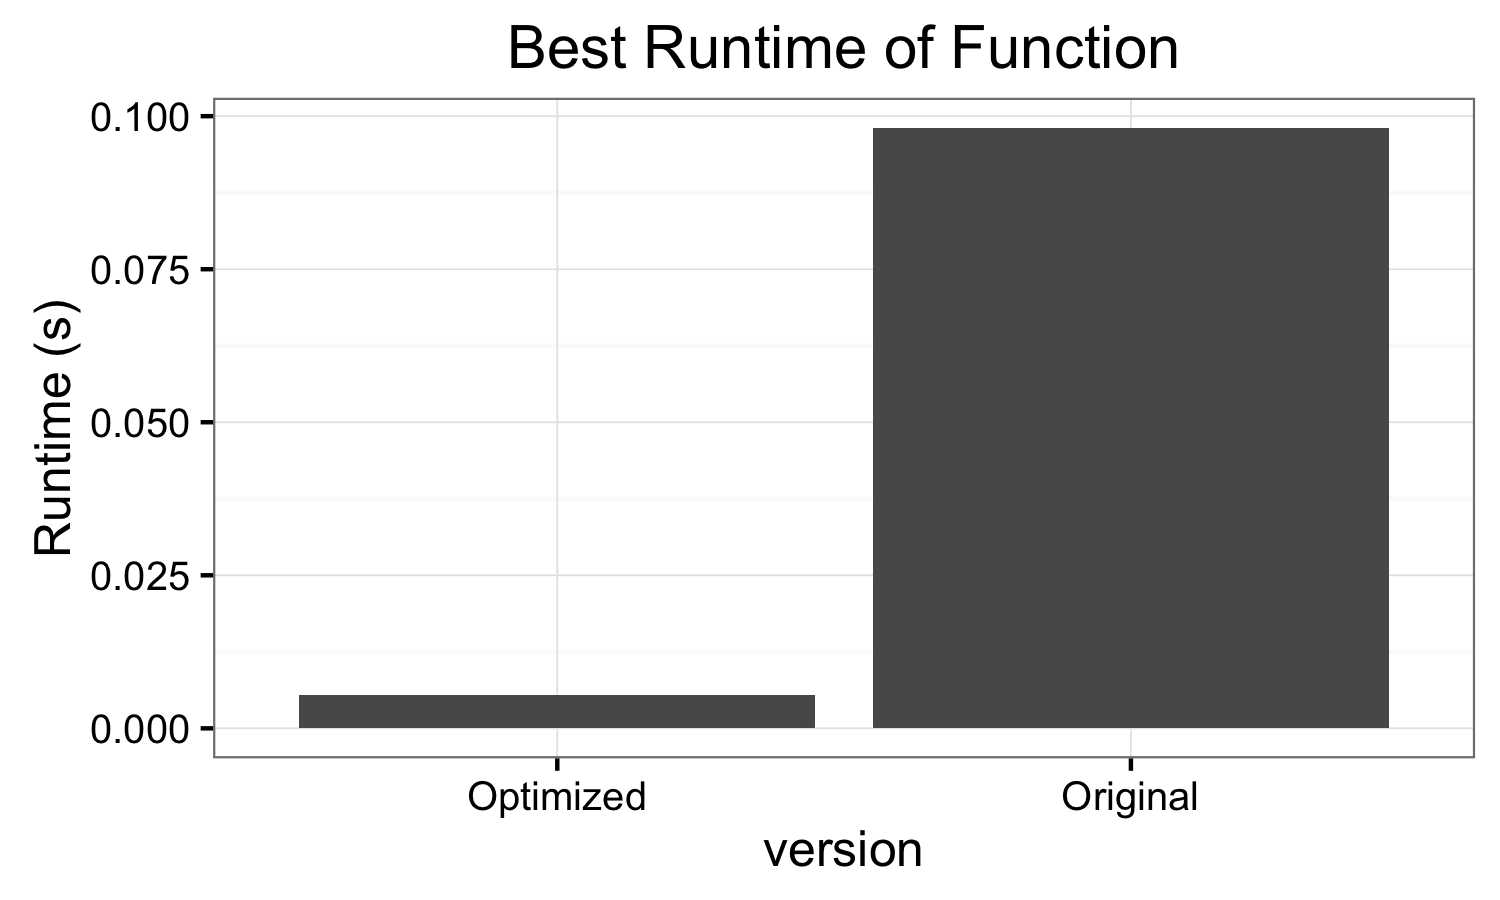 Best Runtime of Function
Runtime (s)
0.100
0.075
0.050
0.025
0.000
Optimized
Original
version